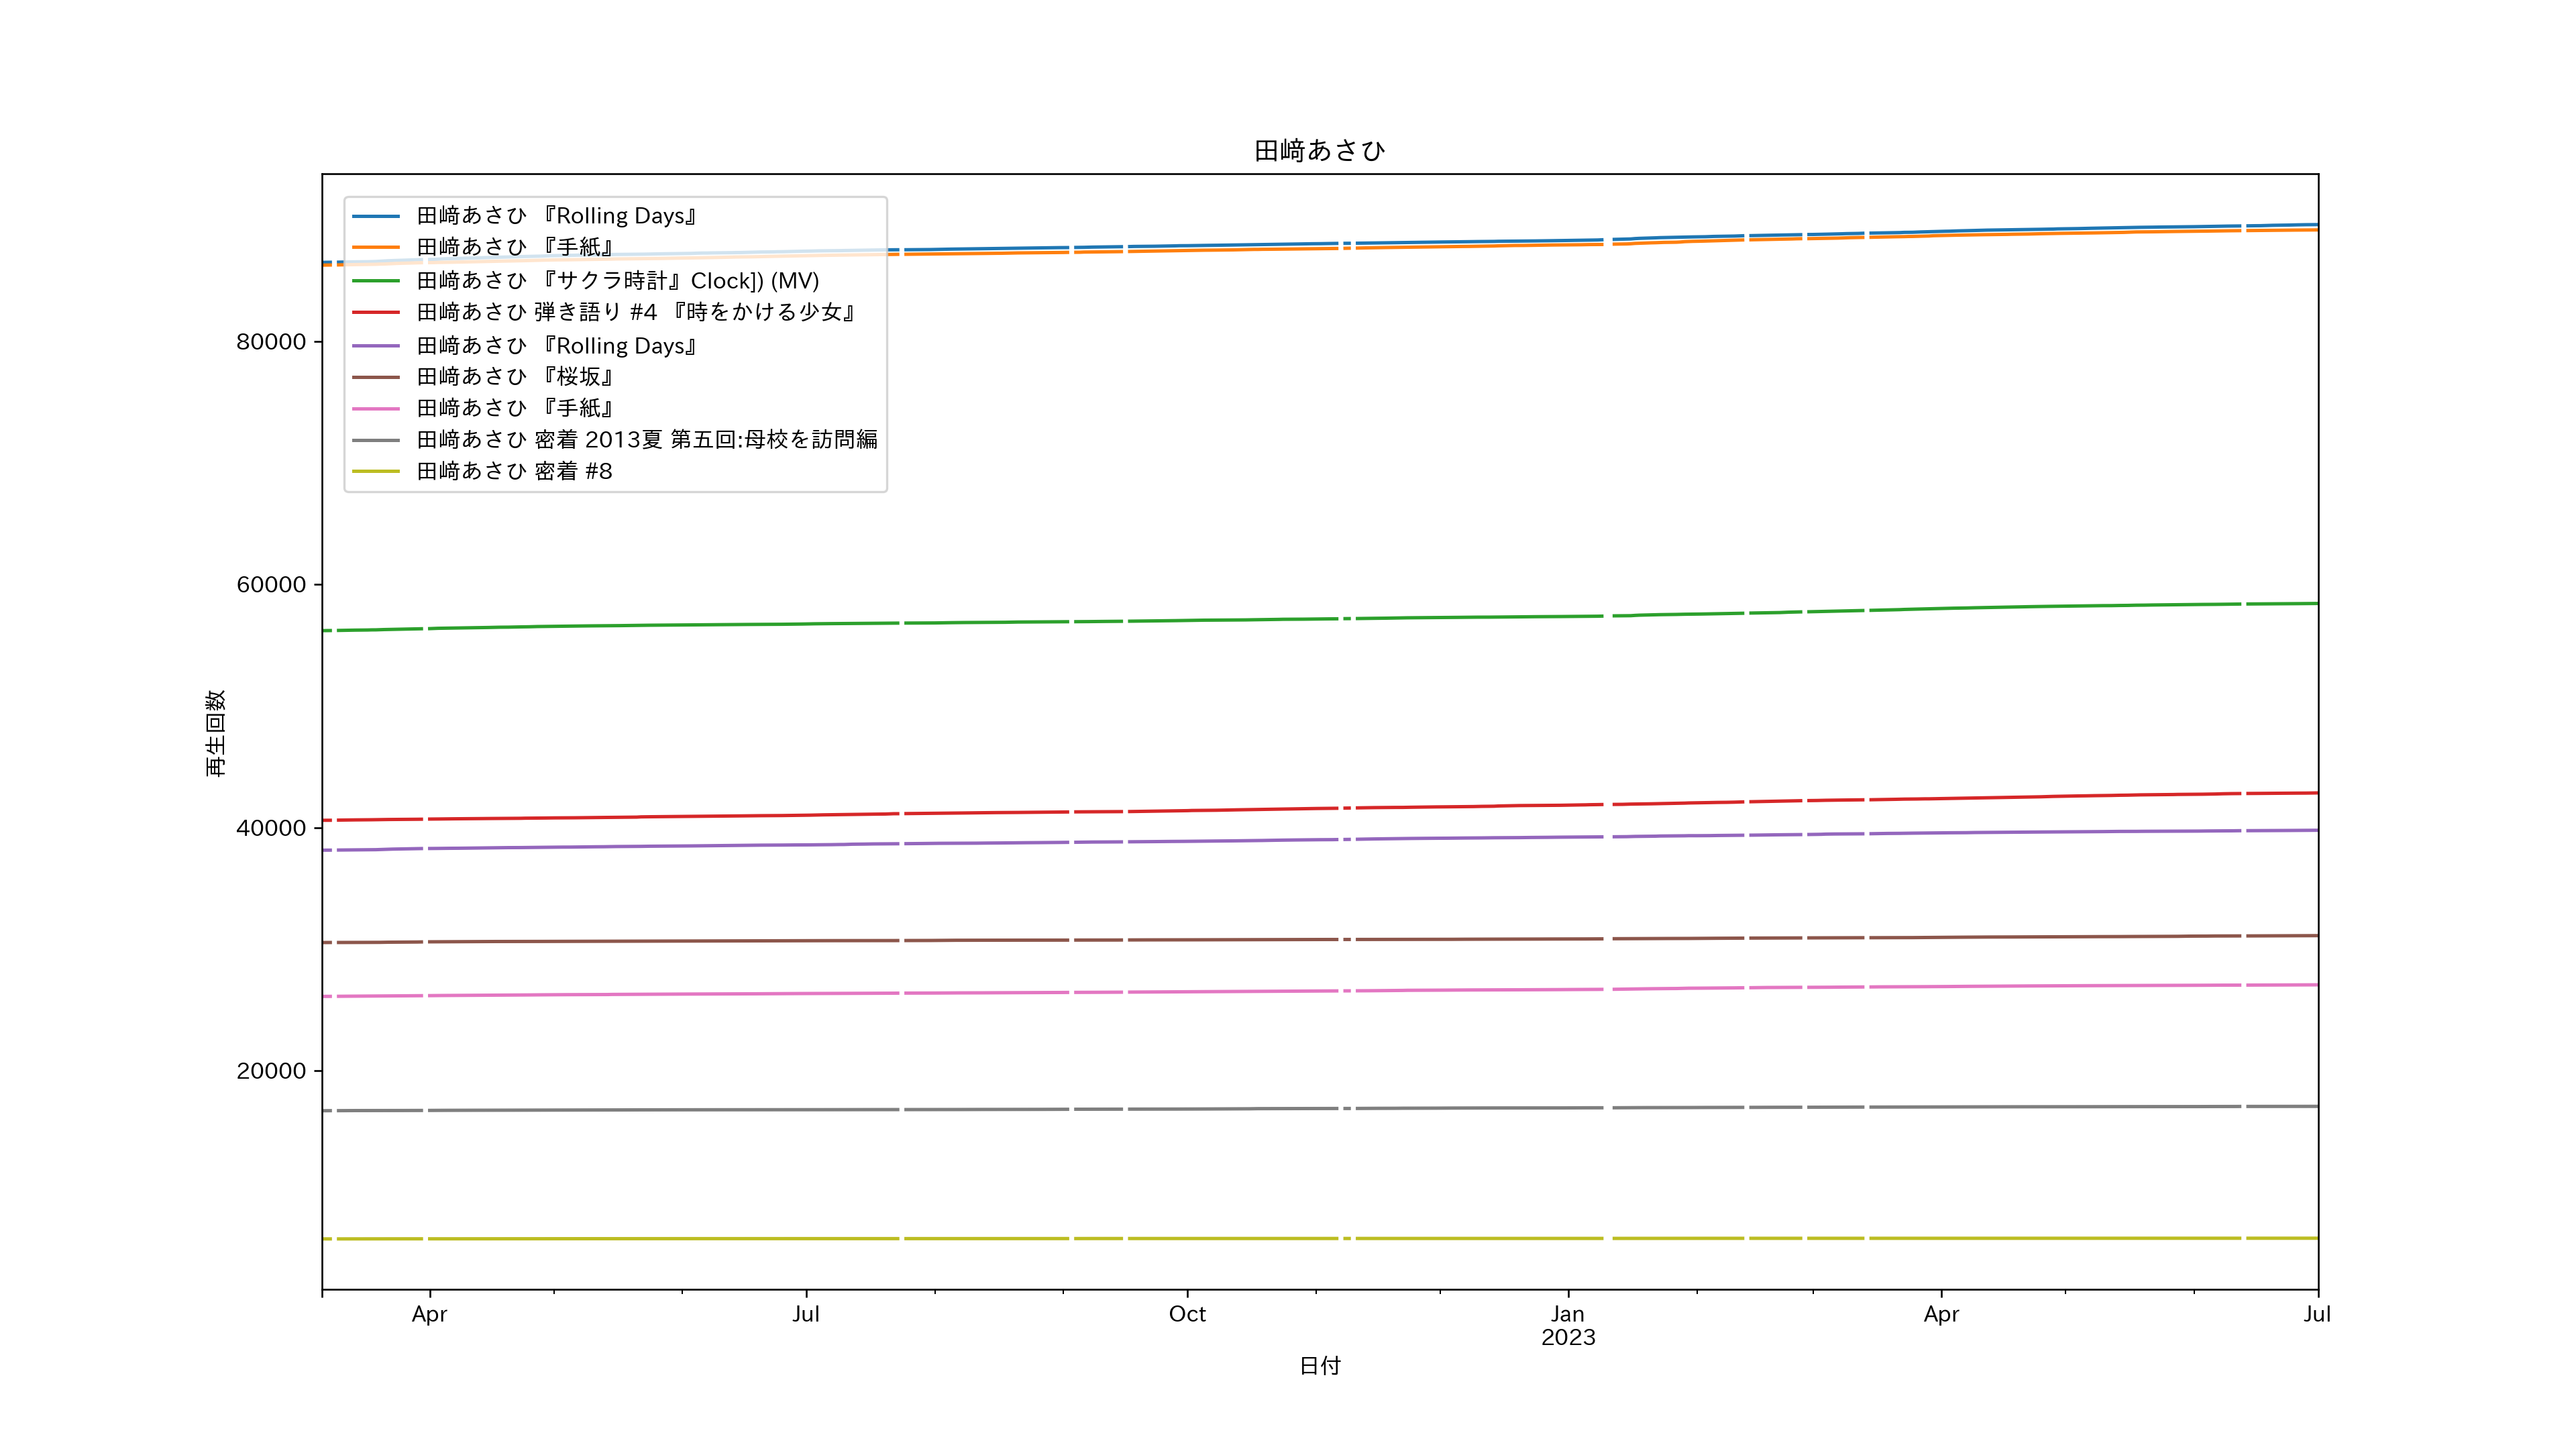 田﨑あさひ
田﨑あさひ 『Rolling Days』
田﨑あさひ 『手紙』
田﨑あさひ 『サクラ時計』Clock]) (MV)
田﨑あさひ 弾き語り #4 『時をかける少女』
田﨑あさひ 『Rolling Days』
田﨑あさひ 『桜坂』
田﨑あさひ 『手紙』
田﨑あさひ 密着 2013夏 第五回:母校を訪問編
田﨑あさひ 密着 #8
80000
60000
40000
20000
再生回数
Apr
Jul
Oct
Jan
2023
Apr
Jul
日付